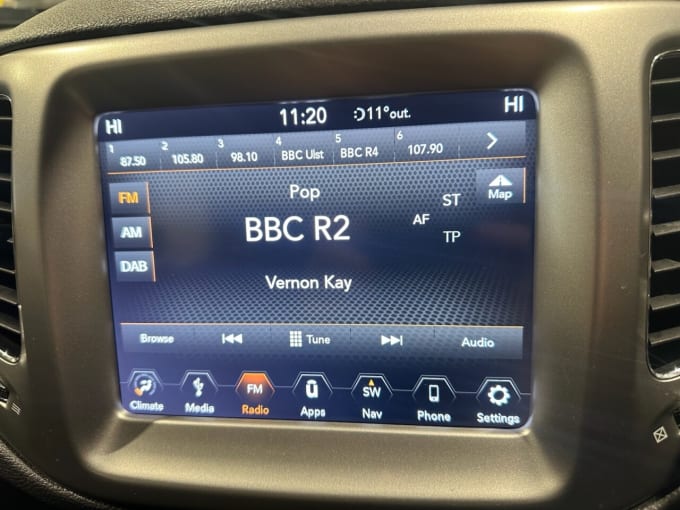 HI 11:20 11°out. HI
1 87.50 2 105.80 3 98.10 4 BBC Ulst 5 BBC R4 6 107.90
FM Pop ST Map
AM BBC R2 AF
TP
DAB
Vernon Kay
Browse Tune Audio
FM SW
Climate Media Radio Apps Nav Phone Settings